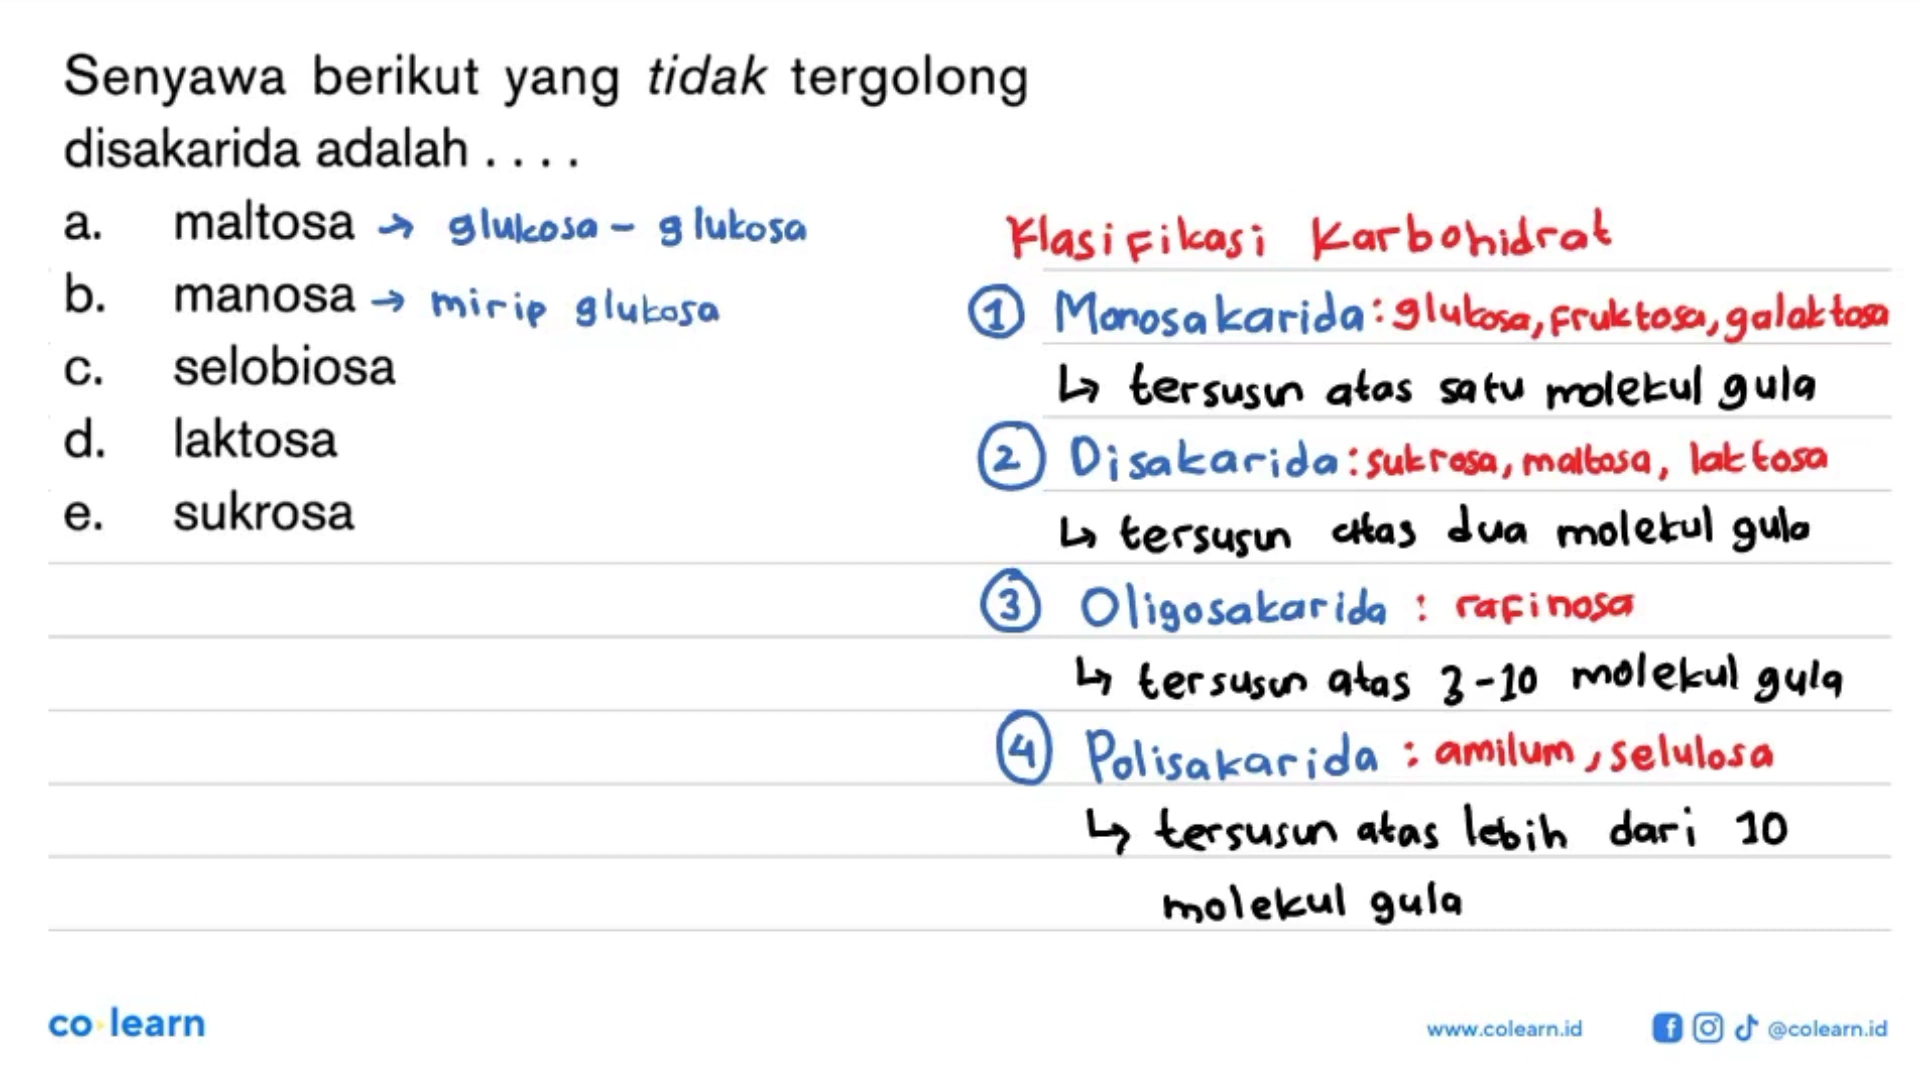 Senyawa berikut yang tidak tergolong
disakarida adalah . . . .
a. maltosa → glukosa - glukosa
b. manosa → mirip glukosa
c. selobiosa
d. laktosa
e. sukrosa
Klasifikasi Karbohidrat
1 Monosakarida : glukosa, fruktosa, galaktosa
↳ tersusun atas satu molekul gula
2 Disakarida : sukrosa, maltosa, laktosa
↳ tersusun atas dua molekul gula
3 Oligosakarida : rafinosa
↳ tersusun atas 3-10 molekul gula
4 Polisakarida : amilum, selulosa
↳ tersusun atas lebih dari 10
molekul gula
co learn
www.colearn.id
@colearn.id